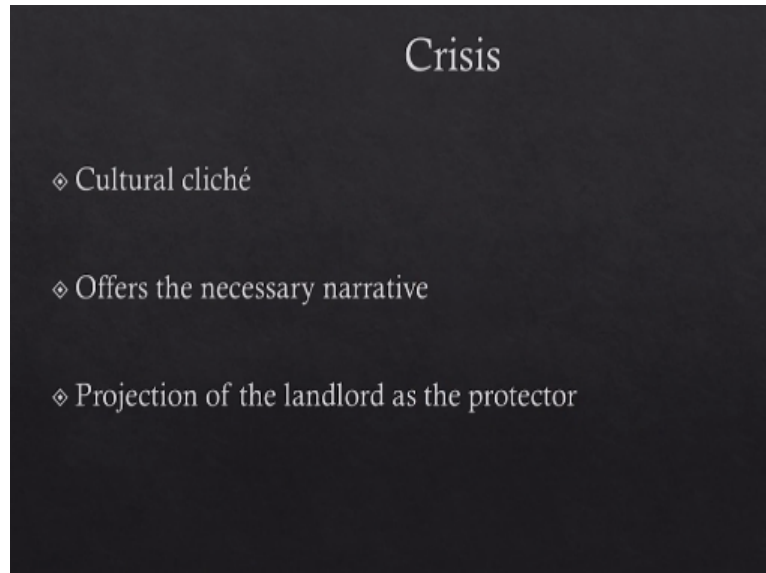 Crisis
Cultural cliché
Offers the necessary narrative
Projection of the landlord as the protector